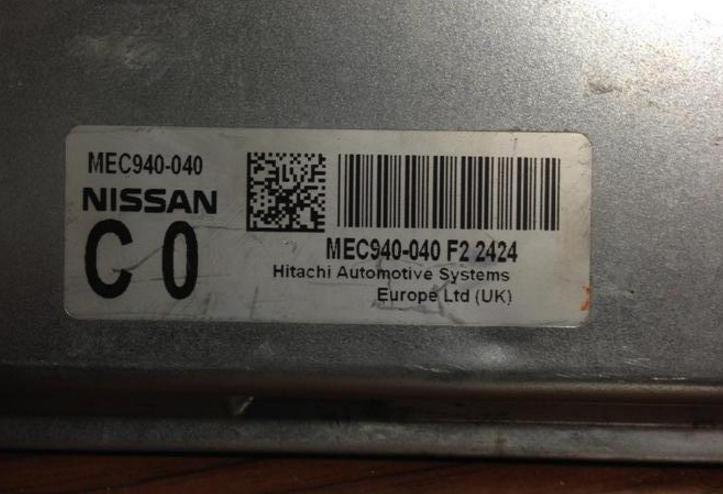 MEC940-040
NISSAN
C 0
MEC940-040 F2 2424
Hitachi Automotive Systems
Europe Ltd (UK)